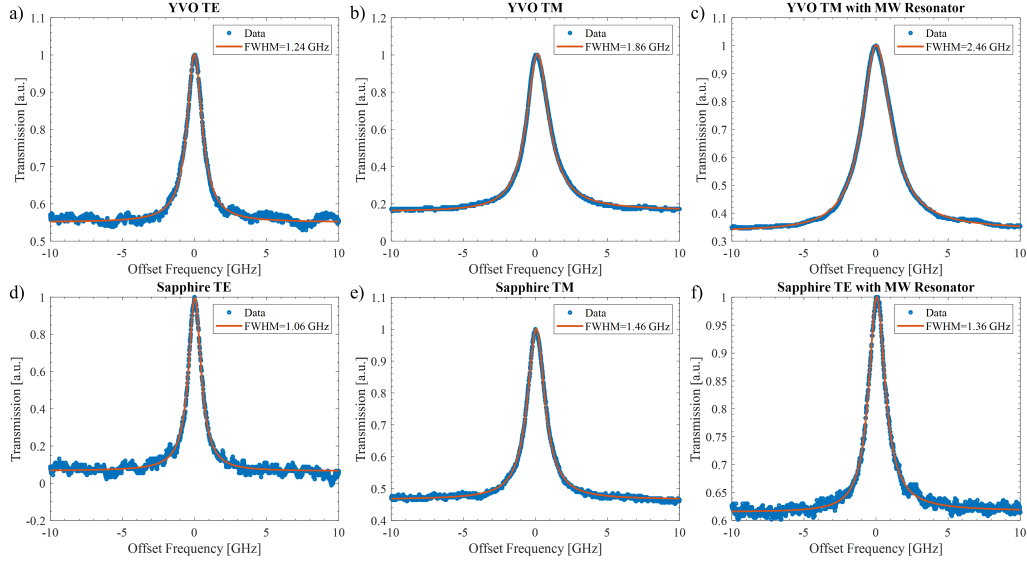 a)
YVO TE
Data
FWHM=1.24 GHz
Transmission [a.u.]
1.1
1
0.9
0.8
0.7
0.6
0.5
-10
-5
0
5
10
Offset Frequency [GHz]
b)
YVO TM
Data
FWHM=1.86 GHz
Transmission [a.u.]
1.2
1
0.8
0.6
0.4
0.2
0
-10
-5
0
5
10
Offset Frequency [GHz]
c)
YVO TM with MW Resonator
Data
FWHM=2.46 GHz
Transmission [a.u.]
1.1
1
0.9
0.8
0.7
0.6
0.5
0.4
0.3
-10
-5
0
5
10
Offset Frequency [GHz]
d)
Sapphire TE
Data
FWHM=1.06 GHz
Transmission [a.u.]
1
0.8
0.6
0.4
0.2
0
-0.2
-10
-5
0
5
10
Offset Frequency [GHz]
e)
Sapphire TM
Data
FWHM=1.46 GHz
Transmission [a.u.]
1.1
1
0.9
0.8
0.7
0.6
0.5
0.4
-10
-5
0
5
10
Offset Frequency [GHz]
f)
Sapphire TE with MW Resonator
Data
FWHM=1.36 GHz
Transmission [a.u.]
1
0.95
0.9
0.85
0.8
0.75
0.7
0.65
0.6
-10
-5
0
5
10
Offset Frequency [GHz]